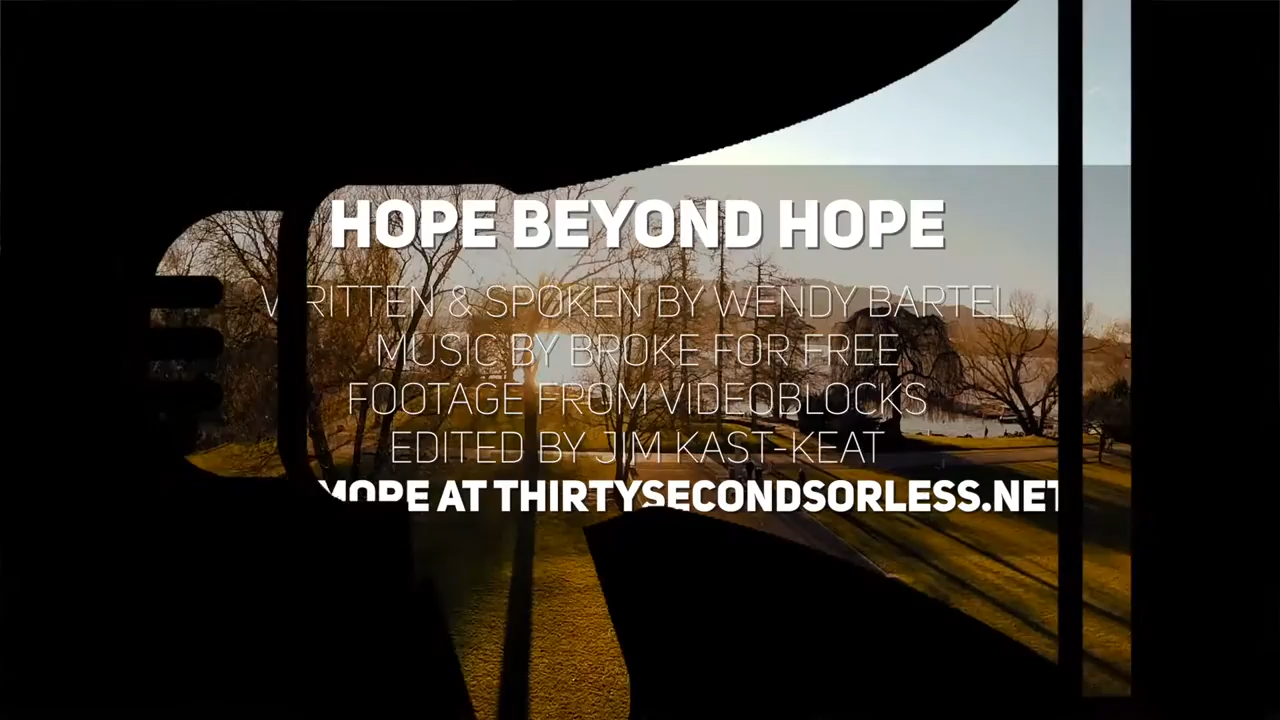 HOPE BEYOND HOPE
WRITTEN & SPOKEN BY WENDY BARTEL
MUSIC BY BROKE FOR FREE
FOOTAGE FROM VIDEOBLOCKS
EDITED BY JIM KAST-KEAT
MORE AT THIRTYSECONDSORLESS.NET